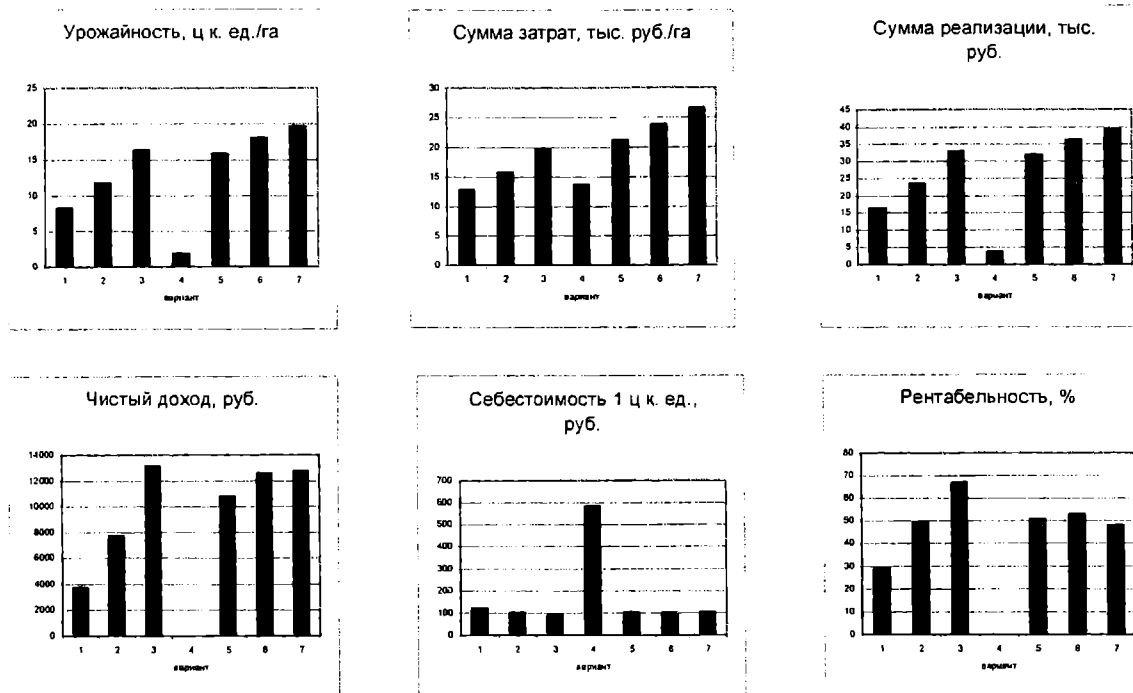 Урожайность, ц к. ед./га
25
20
15
10
5
0
1 2 3 4 5 6 7
вариант
Сумма затрат, тыс. руб./га
30
25
20
15
10
5
0
1 2 3 4 5 6 7
вариант
Сумма реализации, тыс.
руб.
45
40
35
30
25
20
15
10
5
0
1 2 3 4 5 6 7
вариант
Чистый доход, руб.
14000
12000
10000
8000
6000
4000
2000
0
1 2 3 4 5 6 7
вариант
Себестоимость 1 ц к. ед.,
руб.
700
600
500
400
300
200
100
0
1 2 3 4 5 6 7
вариант
Рентабельность, %
80
70
60
50
40
30
20
10
0
1 2 3 4 5 6 7
вариант